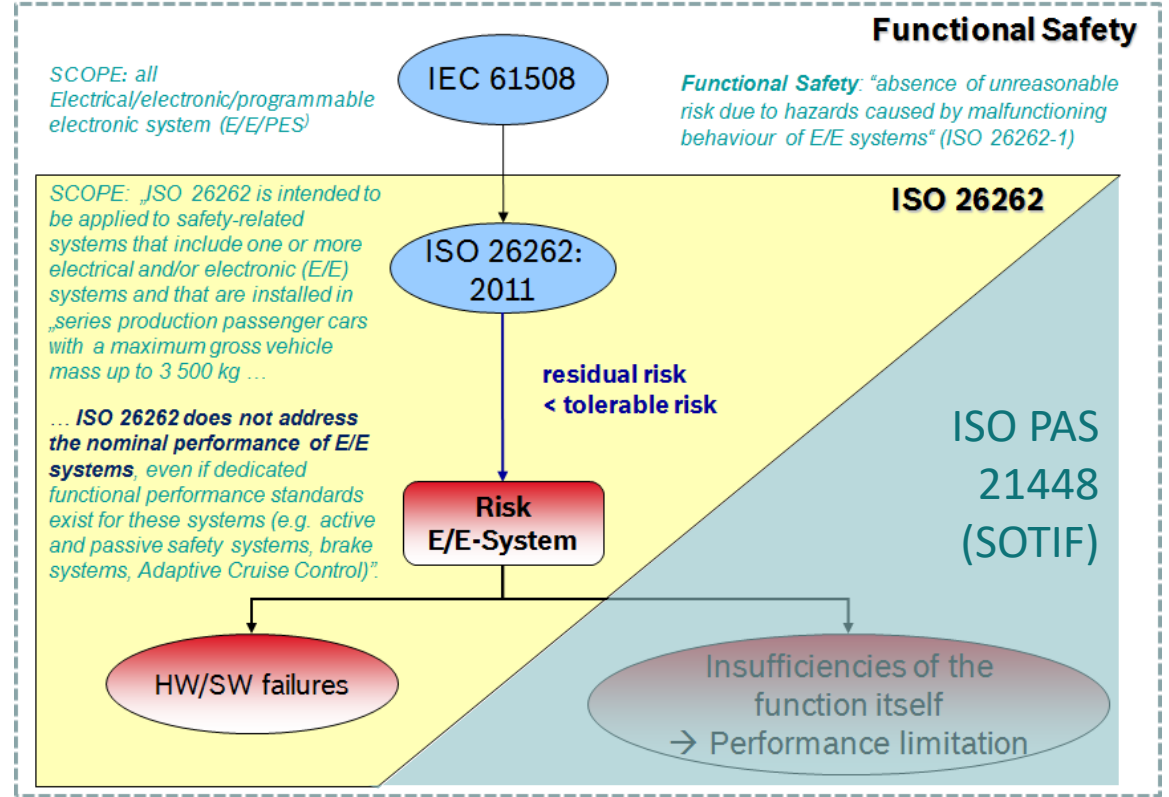 Functional Safety
SCOPE: all
Electrical/electronic/programmable
electronic system (E/E/PES)
IEC 61508
Functional Safety: “absence of unreasonable
risk due to hazards caused by malfunctioning
behaviour of E/E systems“ (ISO 26262-1)
SCOPE: „ISO 26262 is intended to
be applied to safety-related
systems that include one or more
electrical and/or electronic (E/E)
systems and that are installed in
„series production passenger cars
with a maximum gross vehicle
mass up to 3 500 kg …
… ISO 26262 does not address
the nominal performance of E/E
systems, even if dedicated
functional performance standards
exist for these systems (e.g. active
and passive safety systems, brake
systems, Adaptive Cruise Control)”.
ISO 26262
ISO 26262:
2011
residual risk
< tolerable risk
ISO PAS
21448
(SOTIF)
Risk
E/E-System
HW/SW failures
Insufficiencies of the
function itself
→ Performance limitation